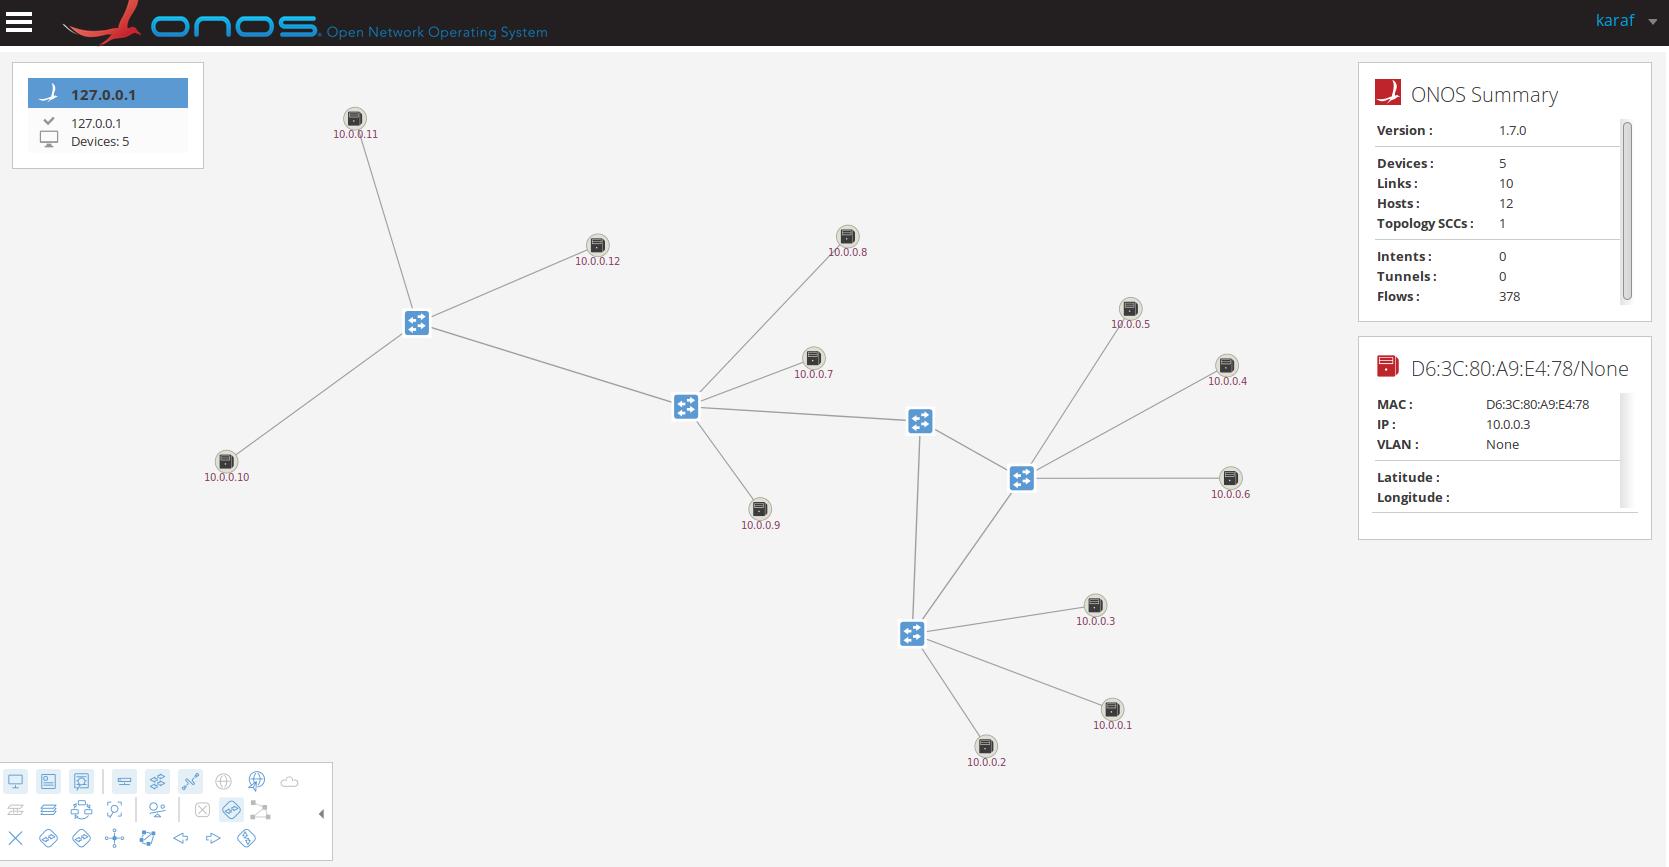 ONOS. Open Network Operating System
karaf
127.0.0.1
127.0.0.1
Devices: 5
10.0.0.11
10.0.0.12
10.0.0.8
10.0.0.5
10.0.0.7
10.0.0.4
10.0.0.10
10.0.0.6
10.0.0.9
10.0.0.3
10.0.0.1
10.0.0.2
ONOS Summary
Version : 1.7.0
Devices : 5
Links : 10
Hosts : 12
Topology SCCs : 1
Intents : 0
Tunnels : 0
Flows : 378
D6:3C:80:A9:E4:78/None
MAC : D6:3C:80:A9:E4:78
IP : 10.0.0.3
VLAN : None
Latitude :
Longitude :